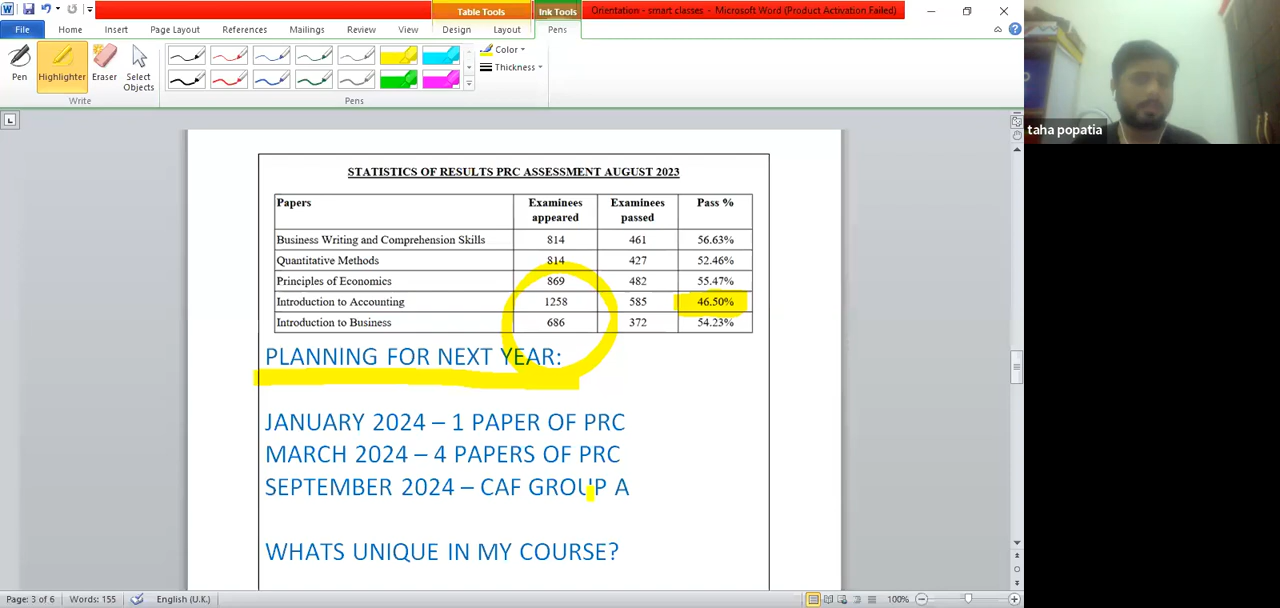 Table Tools
Ink Tools
Orientation - smart classes - Microsoft Word (Product Activation Failed)
File Home Insert Page Layout References Mailings Review View Design Layout Pens
Pen Highlighter Eraser Select Objects
Color
Thickness
Write
Pens
taha popatia
STATISTICS OF RESULTS PRC ASSESSMENT AUGUST 2023
Papers Examinees appeared Examinees passed Pass %
Business Writing and Comprehension Skills 814 461 56.63%
Quantitative Methods 814 427 52.46%
Principles of Economics 869 482 55.47%
Introduction to Accounting 1258 585 46.50%
Introduction to Business 686 372 54.23%
PLANNING FOR NEXT YEAR:
JANUARY 2024 – 1 PAPER OF PRC
MARCH 2024 – 4 PAPERS OF PRC
SEPTEMBER 2024 – CAF GROUP A
WHATS UNIQUE IN MY COURSE?
Page: 3 of 6 Words: 155 English (U.K.) 100%